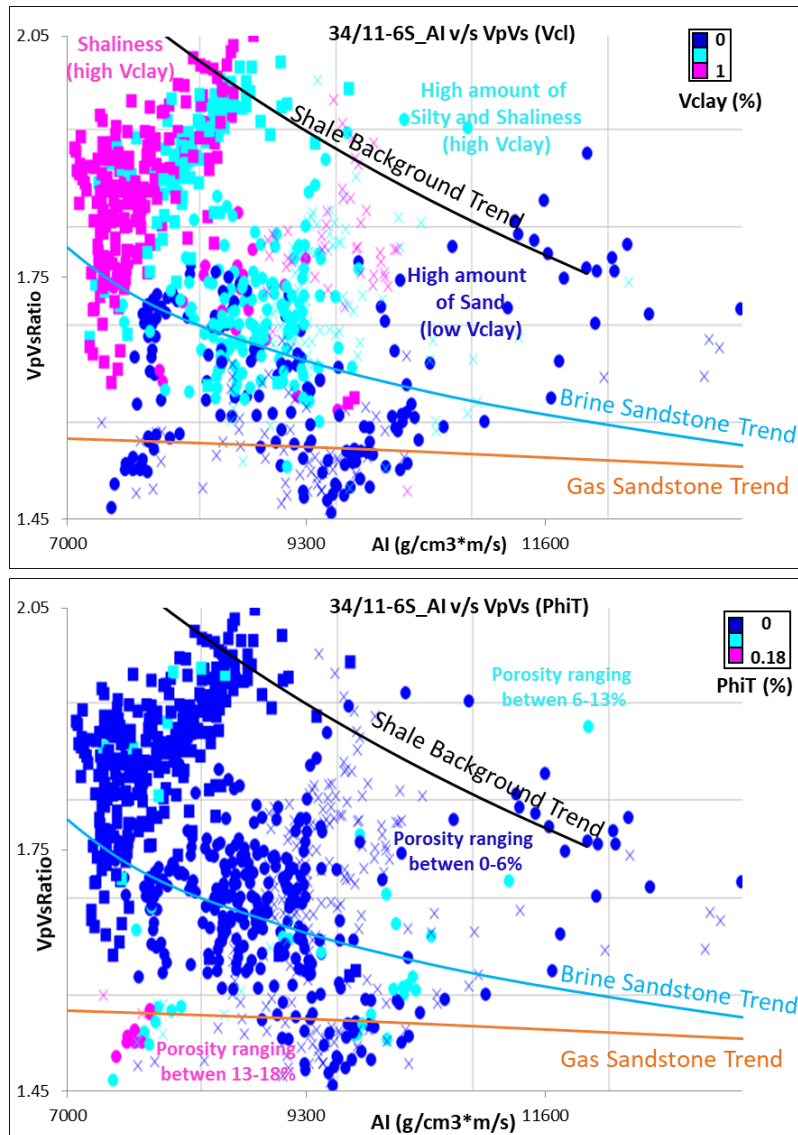 34/11-6S_AI v/s VpVs (Vcl)
2.05
Shaliness
(high Vclay)
0
1
Vclay (%)
High amount of
Silty and Shaliness
(high Vclay)
Shale Background Trend
1.75
High amount
of Sand
(low Vclay)
VpVsRatio
Brine Sandstone Trend
Gas Sandstone Trend
1.45
7000
9300
AI (g/cm3*m/s)
11600
34/11-6S_AI v/s VpVs (PhiT)
2.05
0
0.18
PhiT (%)
Porosity ranging
betwen 6-13%
Shale Background Trend
1.75
Porosity ranging
betwen 0-6%
VpVsRatio
Brine Sandstone Trend
Porosity ranging
betwen 13-18%
Gas Sandstone Trend
1.45
7000
9300
AI (g/cm3*m/s)
11600